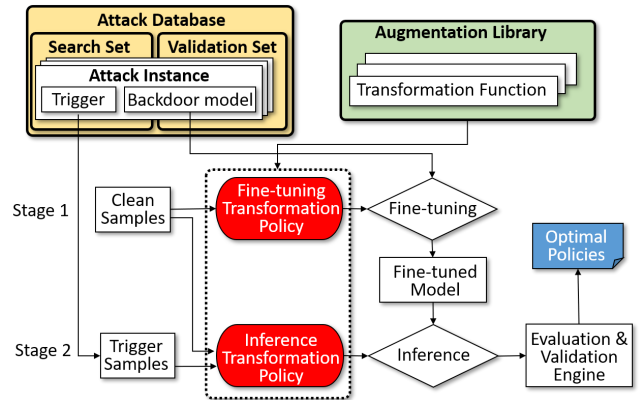 Attack Database
Search Set
Validation Set
Attack Instance
Trigger
Backdoor model
Augmentation Library
Transformation Function
Stage 1
Clean
Samples
Fine-tuning
Transformation
Policy
Fine-tuning
Optimal
Policies
Fine-tuned
Model
Stage 2
Trigger
Samples
Inference
Transformation
Policy
Inference
Evaluation &
Validation
Engine